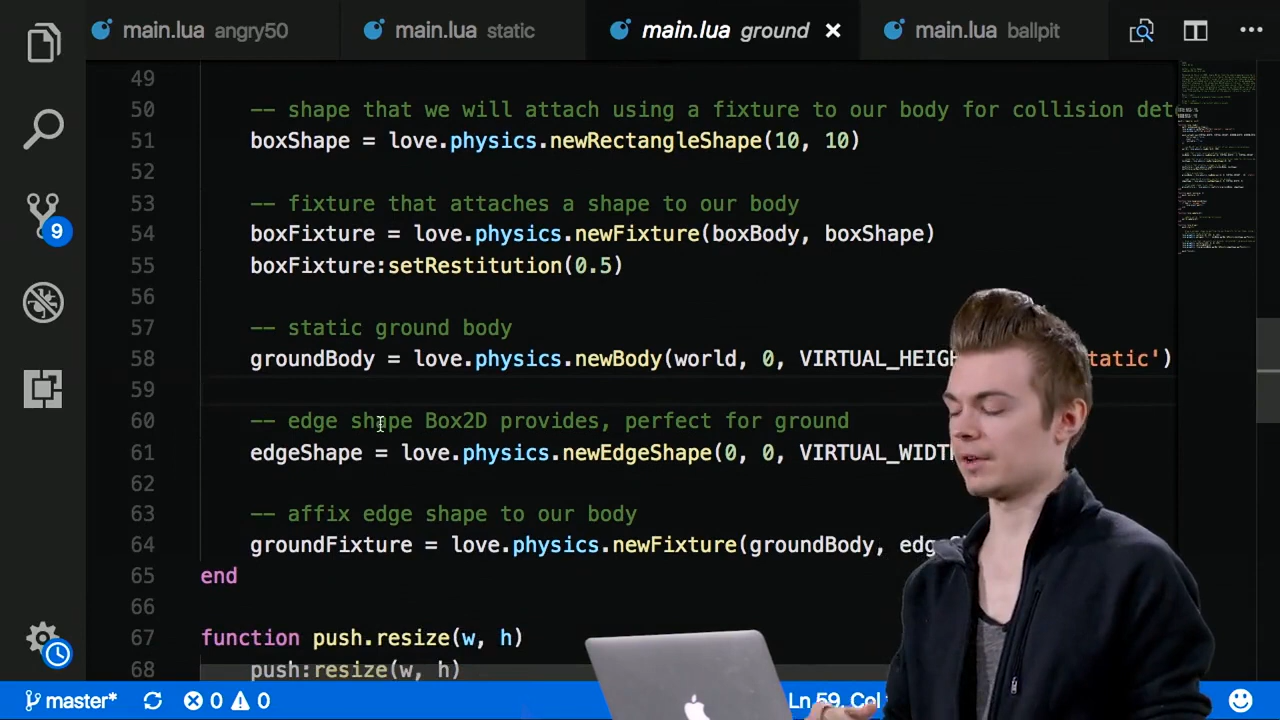 main.lua angry50 main.lua static main.lua ground main.lua ballpit
49
50 -- shape that we will attach using a fixture to our body for collision det
51 boxShape = love.physics.newRectangleShape(10, 10)
52
53 -- fixture that attaches a shape to our body
54 boxFixture = love.physics.newFixture(boxBody, boxShape)
55 boxFixture:setRestitution(0.5)
56
57 -- static ground body
58 groundBody = love.physics.newBody(world, 0, VIRTUAL_HEIGH tatic')
59
60 -- edge shape Box2D provides, perfect for ground
61 edgeShape = love.physics.newEdgeShape(0, 0, VIRTUAL_WIDTH
62
63 -- affix edge shape to our body
64 groundFixture = love.physics.newFixture(groundBody, edg
65 end
66
67 function push.resize(w, h)
68 push:resize(w, h)
9
master* 0 0 Ln 59, Col